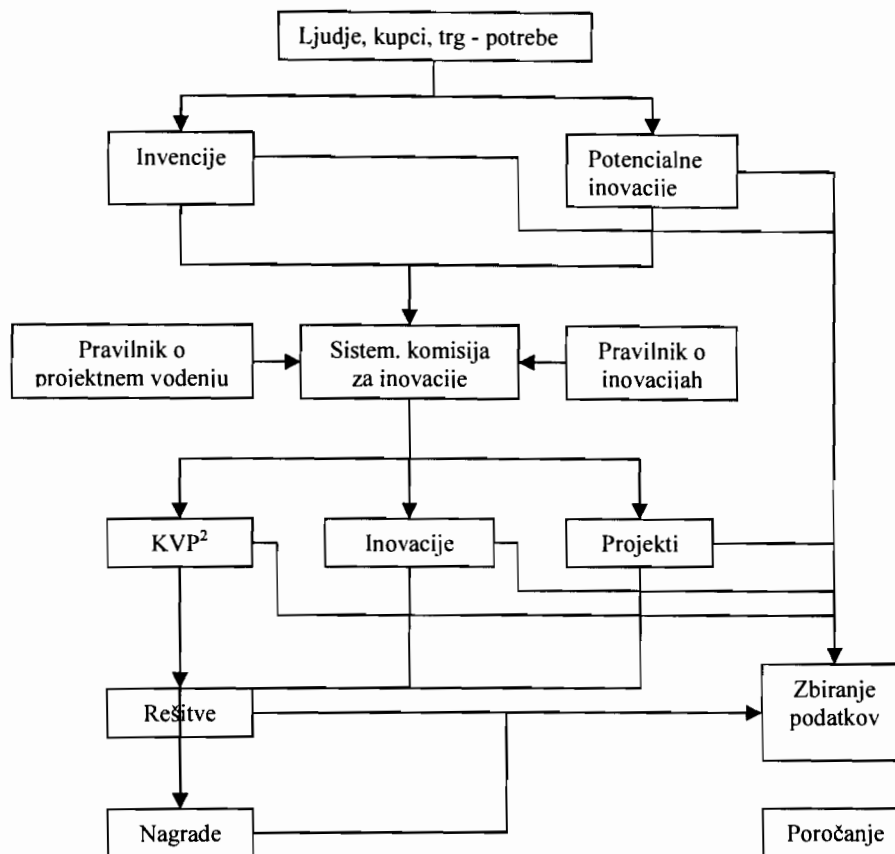 Ljudje, kupci, trg - potrebe
Invencije
Potencialne
inovacije
Pravilnik o
projektnem vodenju
Sistem. komisija
za inovacije
Pravilnik o
inovacijah
KVP²
Inovacije
Projekti
Rešitve
Zbiranje
podatkov
Nagrade
Poročanje